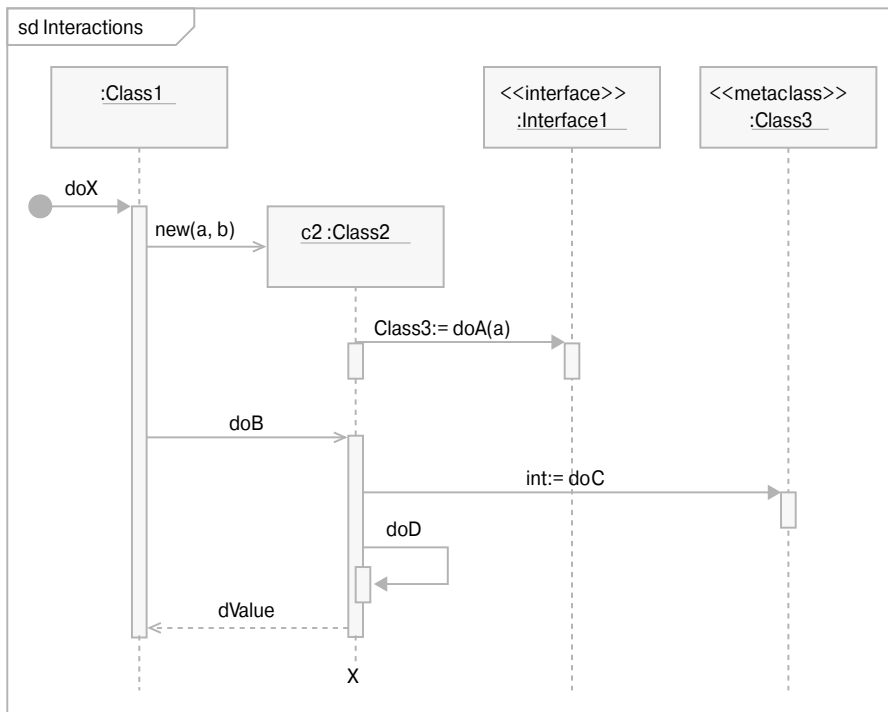 sd Interactions
:Class1
<<interface>>
:Interface1
<<metaclass>>
:Class3
doX
new(a, b)
c2 :Class2
Class3:= doA(a)
doB
int:= doC
doD
dValue
X